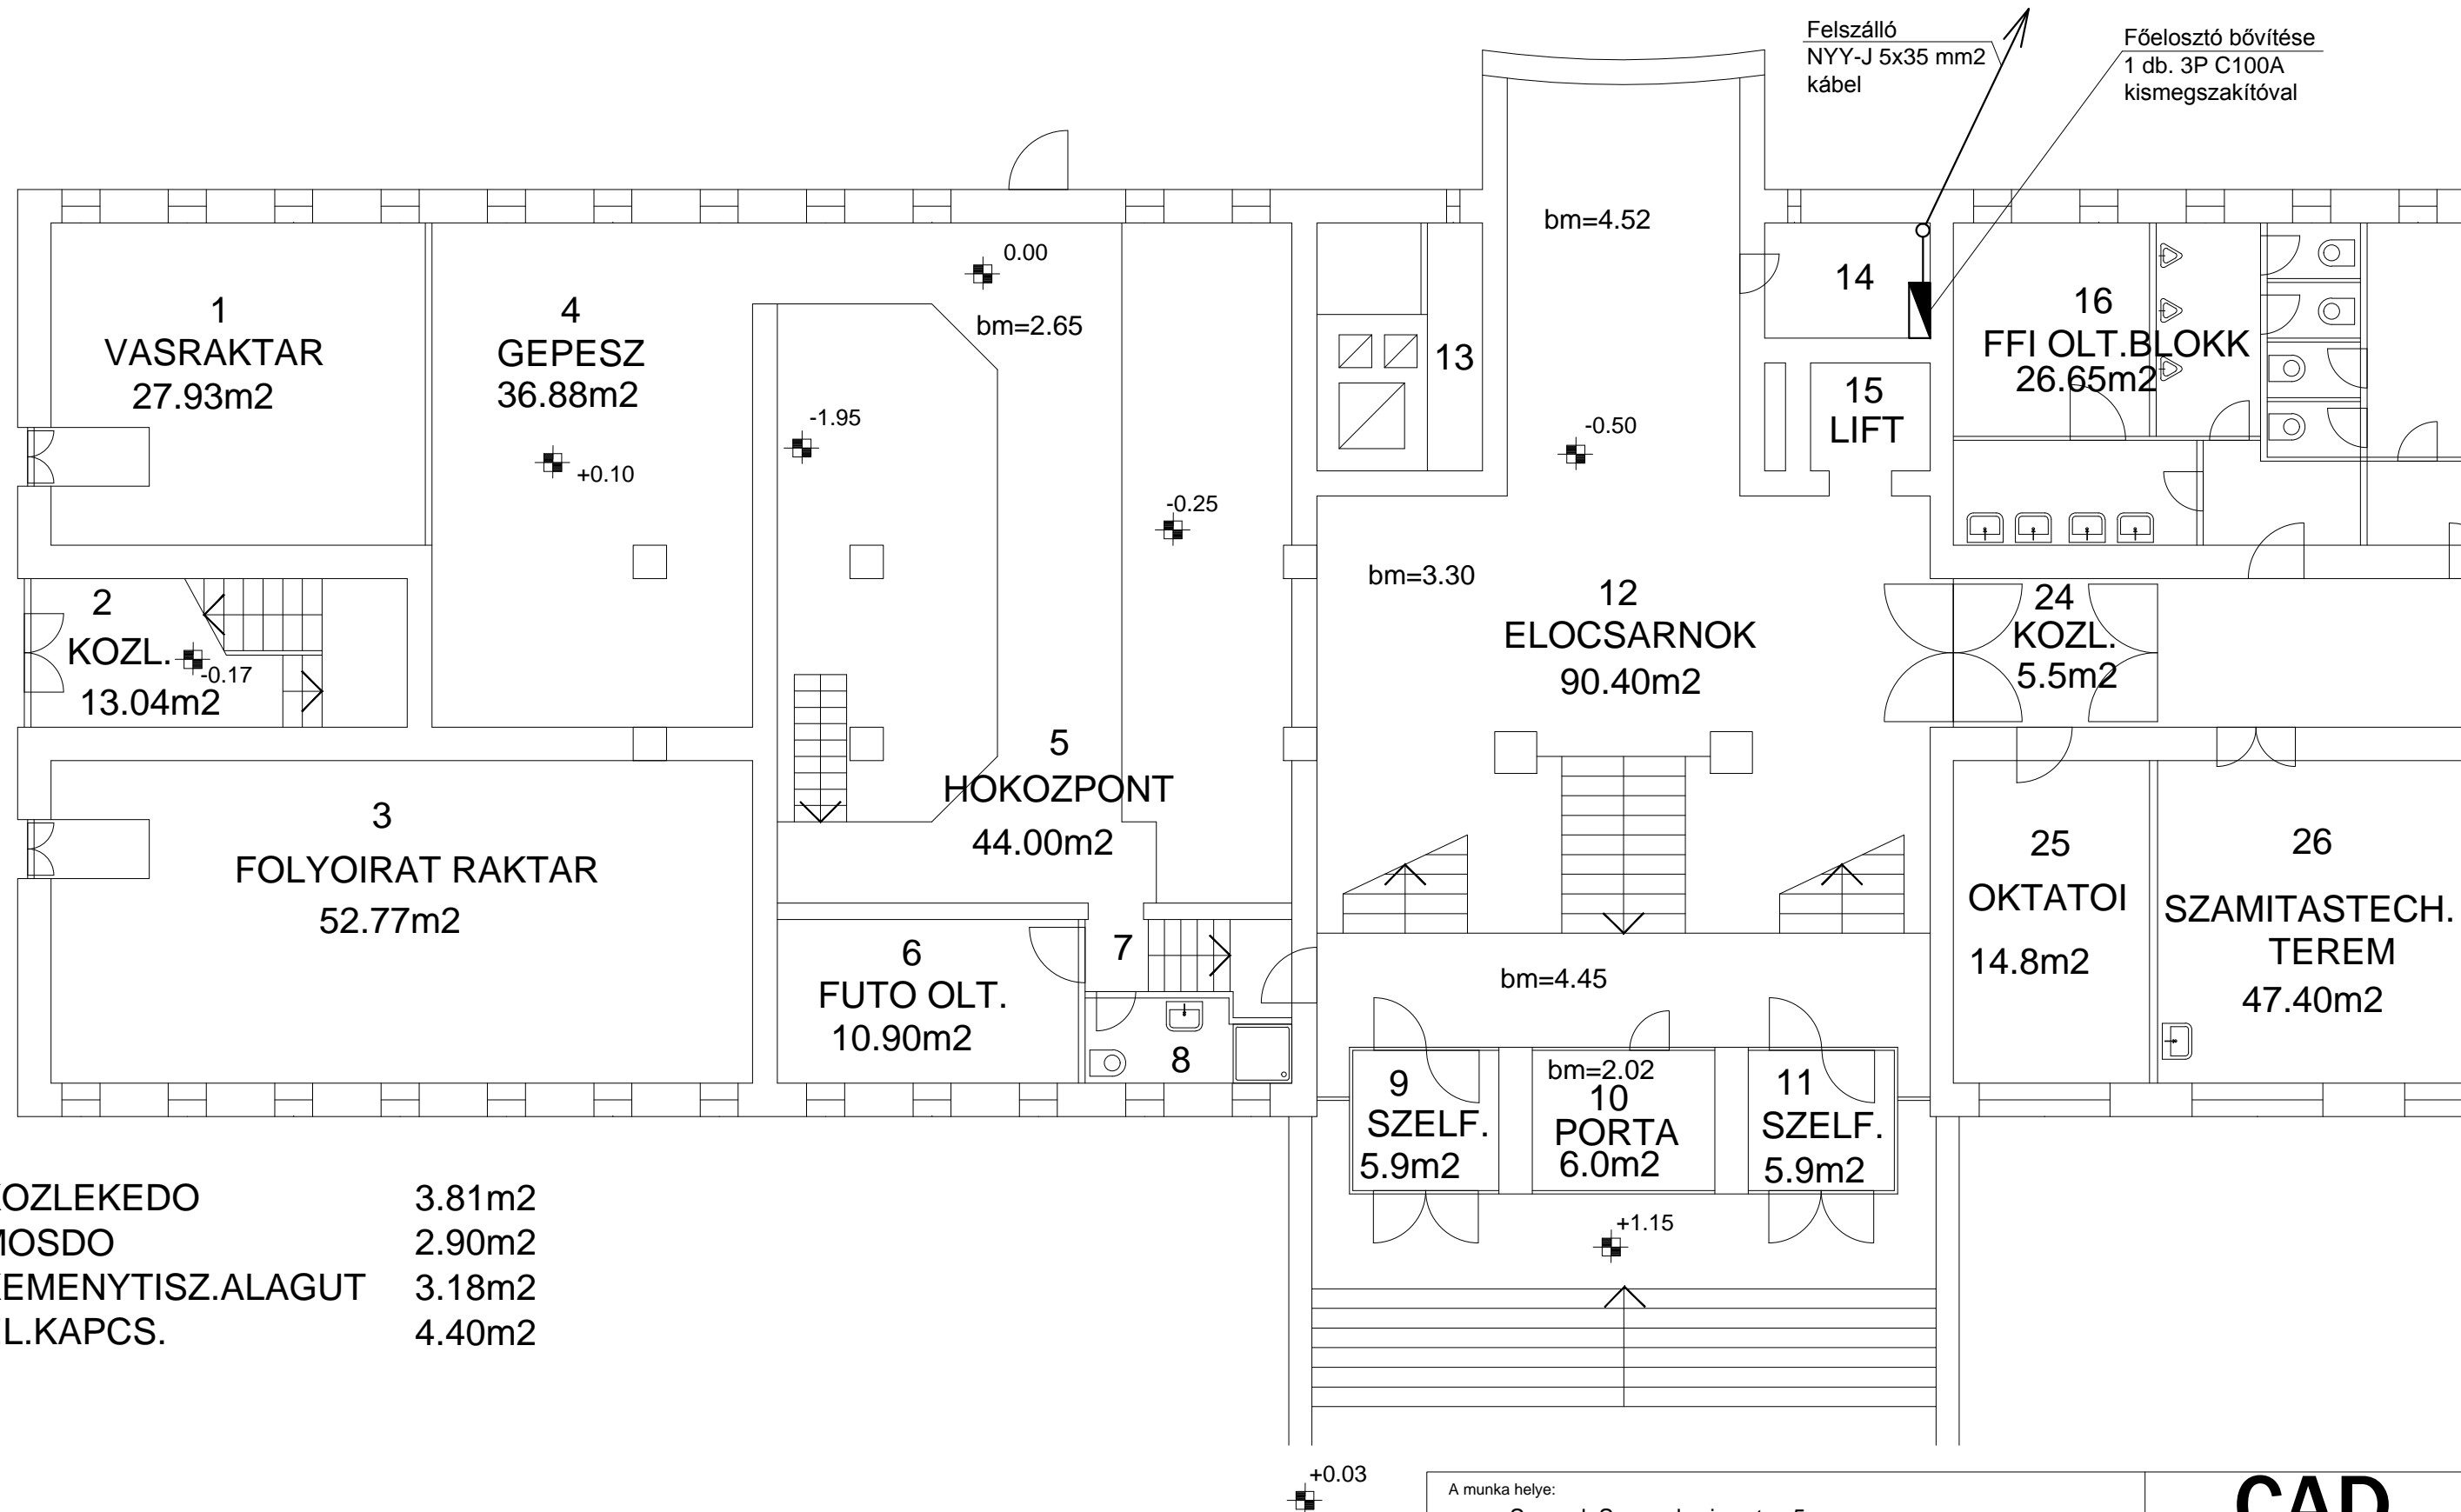 Felszálló
NYY-J 5x35 mm2
kábel
Főelosztó bővítése
1 db. 3P C100A
kismegszakítóval
1
VASRAKTAR
27.93m2
4
GEPESZ
36.88m2
+0.10
0.00
bm=2.65
-1.95
-0.25
13
bm=4.52
-0.50
14
15
LIFT
16
FFI OLT.BLOKK
26.65m2
2
KOZL.
-0.17
13.04m2
bm=3.30
12
ELOCSARNOK
90.40m2
24
KOZL.
5.5m2
3
FOLYOIRAT RAKTAR
52.77m2
5
HOKOZPONT
44.00m2
25
OKTATOI
14.8m2
26
SZAMITASTECH.
TEREM
47.40m2
6
FUTO OLT.
10.90m2
7
8
bm=4.45
9
SZELF.
5.9m2
bm=2.02
10
PORTA
6.0m2
11
SZELF.
5.9m2
+1.15
OZLEKEDO 3.81m2
OSDO 2.90m2
EMENYTISZ.ALAGUT 3.18m2
L.KAPCS. 4.40m2
+0.03
A munka helye:
CAD